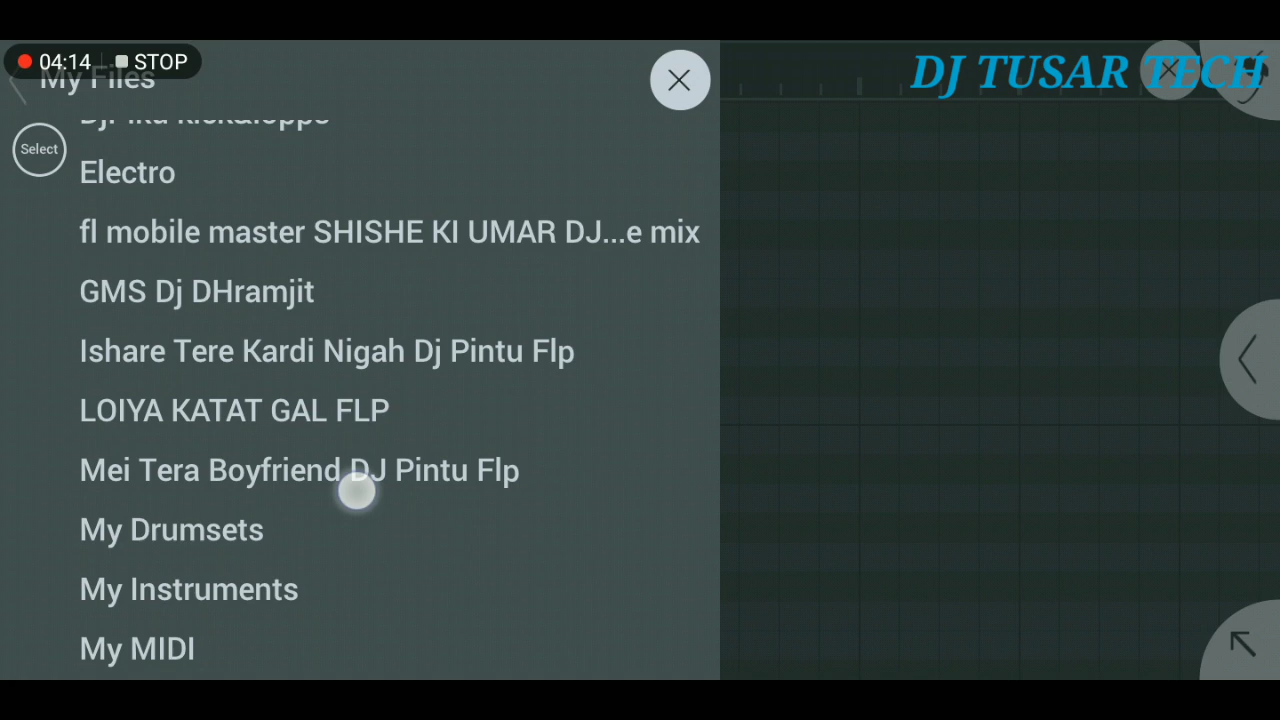 04:14 STOP
DJ TUSAR TECH
My Files
Select
Electro
fl mobile master SHISHE KI UMAR DJ...e mix
GMS Dj DHramjit
Ishare Tere Kardi Nigah Dj Pintu Flp
LOIYA KATAT GAL FLP
Mei Tera Boyfriend DJ Pintu Flp
My Drumsets
My Instruments
My MIDI